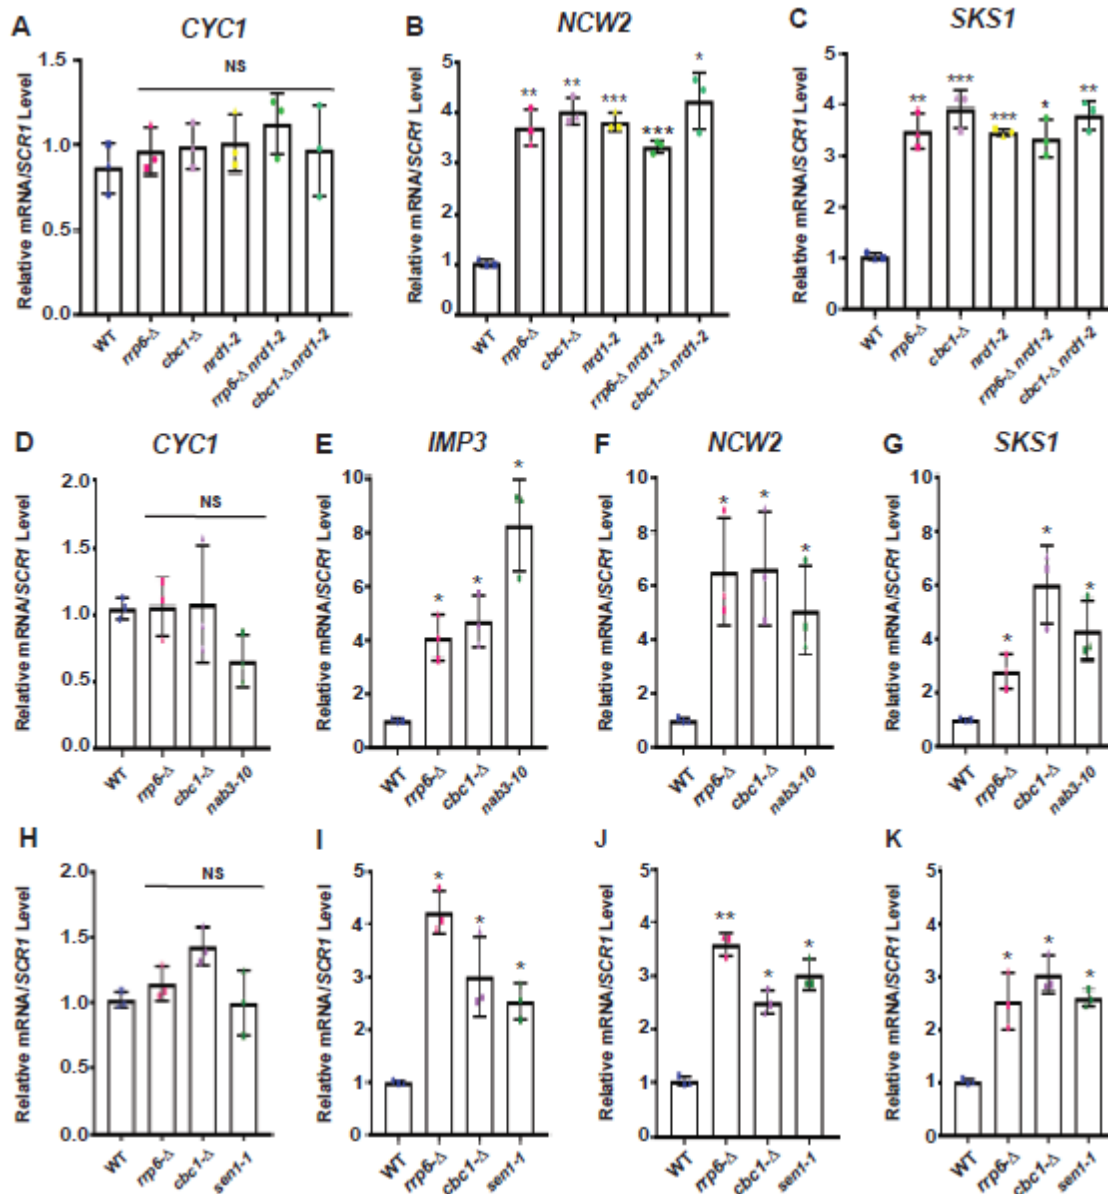 A CYC1
NS
Relative mRNA/SCR1 Level
1.5
1.0
0.5
0.0
WT
rrp6-Δ
cbc1-Δ
nrd1-2
rrp6-Δ nrd1-2
cbc1-Δ nrd1-2
B NCW2
** ** *** *** *
Relative mRNA/SCR1 Level
5
4
3
2
1
0
WT
rrp6-Δ
cbc1-Δ
nrd1-2
rrp6-Δ nrd1-2
cbc1-Δ nrd1-2
C SKS1
** *** *** * **
Relative mRNA/SCR1 Level
5
4
3
2
1
0
WT
rrp6-Δ
cbc1-Δ
nrd1-2
rrp6-Δ nrd1-2
cbc1-Δ nrd1-2
D CYC1
NS
Relative mRNA/SCR1 Level
2.0
1.5
1.0
0.5
0.0
WT
rrp6-Δ
cbc1-Δ
nab3-10
E IMP3
* * *
Relative mRNA/SCR1 Level
10
8
6
4
2
0
WT
rrp6-Δ
cbc1-Δ
nab3-10
F NCW2
* * *
Relative mRNA/SCR1 Level
10
8
6
4
2
0
WT
rrp6-Δ
cbc1-Δ
nab3-10
G SKS1
* * *
Relative mRNA/SCR1 Level
10
8
6
4
2
0
WT
rrp6-Δ
cbc1-Δ
nab3-10
H
NS
Relative mRNA/SCR1 Level
2.0
1.5
1.0
0.5
0.0
WT
rrp6-Δ
cbc1-Δ
sen1-1
I
* * *
Relative mRNA/SCR1 Level
5
4
3
2
1
0
WT
rrp6-Δ
cbc1-Δ
sen1-1
J
** * *
Relative mRNA/SCR1 Level
5
4
3
2
1
0
WT
rrp6-Δ
cbc1-Δ
sen1-1
K
* * *
Relative mRNA/SCR1 Level
5
4
3
2
1
0
WT
rrp6-Δ
cbc1-Δ
sen1-1